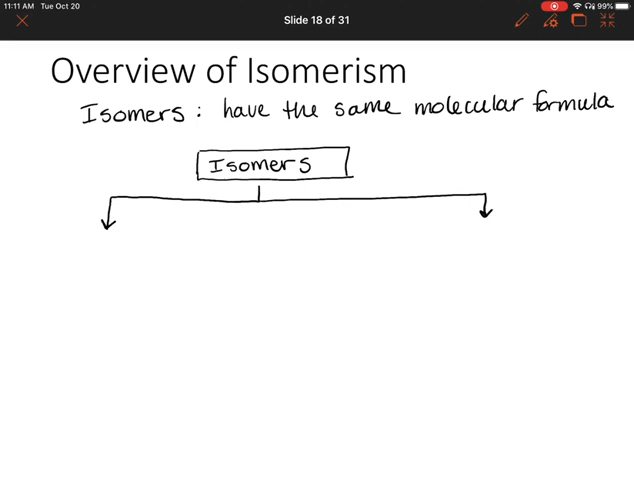 11:11 AM Tue Oct 20
99%
Slide 18 of 31
Overview of Isomerism
Isomers : have the same molecular formula
Isomers